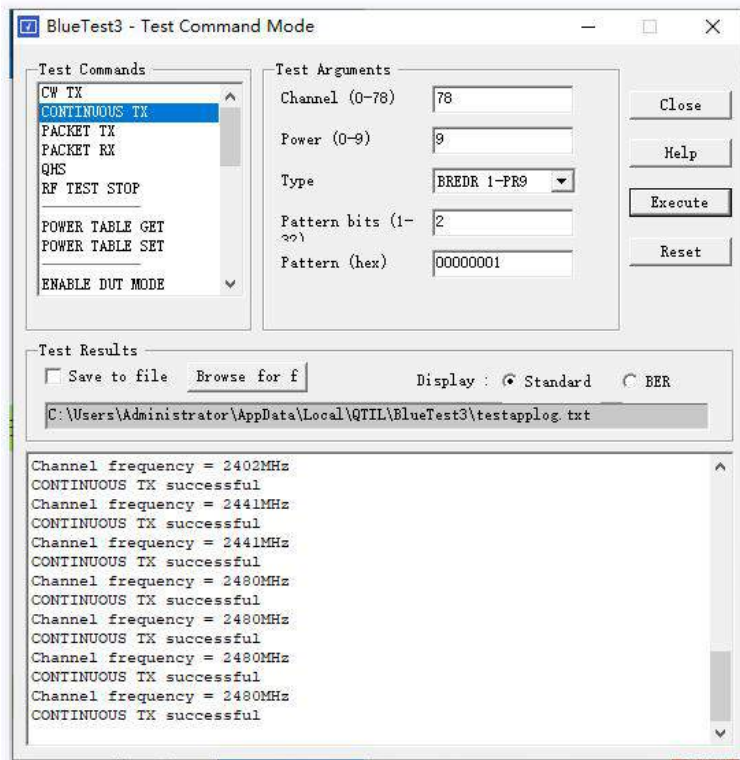 BlueTest3 - Test Command Mode
Test Commands
CW TX
CONTINUOUS TX
PACKET TX
PACKET RX
QHS
RF TEST STOP
POWER TABLE GET
POWER TABLE SET
ENABLE DUT MODE
Test Arguments
Channel (0-78) 78
Power (0-9) 9
Type BREDR 1-PR9
Pattern bits (1-32) 2
Pattern (hex) 00000001
Close
Help
Execute
Reset
Test Results
Save to file Browse for f Display : Standard BER
C:\Users\Administrator\AppData\Local\QTIL\BlueTest3\testapplog.txt
Channel frequency = 2402MHz
CONTINUOUS TX successful
Channel frequency = 2441MHz
CONTINUOUS TX successful
Channel frequency = 2441MHz
CONTINUOUS TX successful
Channel frequency = 2480MHz
CONTINUOUS TX successful
Channel frequency = 2480MHz
CONTINUOUS TX successful
Channel frequency = 2480MHz
CONTINUOUS TX successful
Channel frequency = 2480MHz
CONTINUOUS TX successful